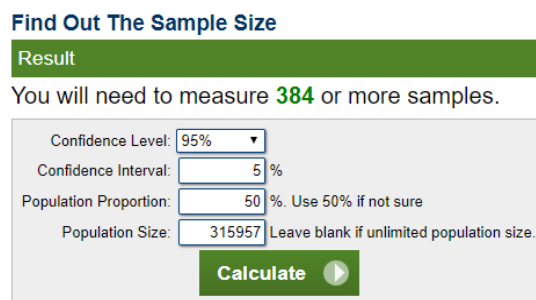 Find Out The Sample Size
Result
You will need to measure 384 or more samples.
Confidence Level: 95%
Confidence Interval: 5 %
Population Proportion: 50 %. Use 50% if not sure
Population Size: 315957 Leave blank if unlimited population size.
Calculate